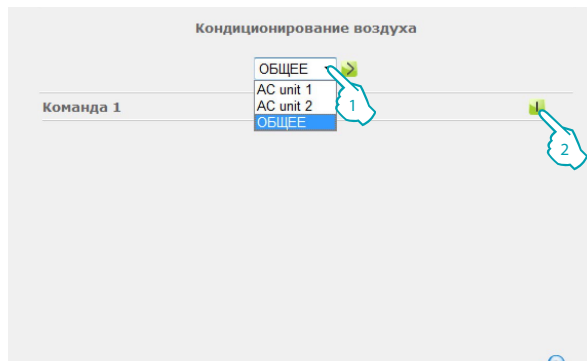 Кондиционирование воздуха
ОБЩЕЕ
AC unit 1
AC unit 2
ОБЩЕЕ
1
Команда 1
2